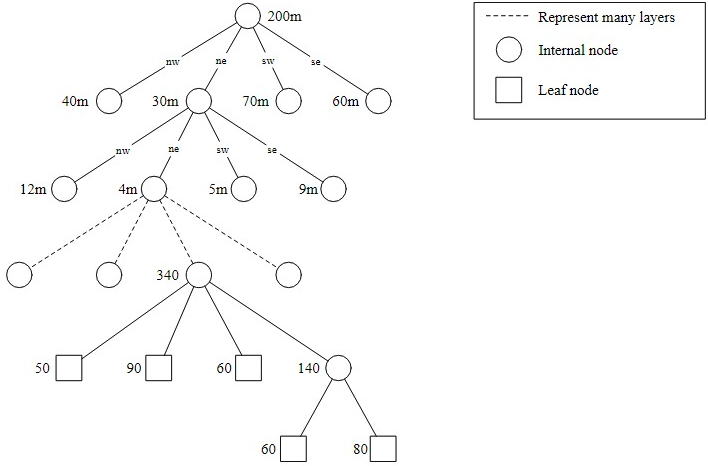 200m
Represent many layers
Internal node
Leaf node
nw ne sw se
40m 30m 70m 60m
nw ne sw se
12m 4m 5m 9m
340
50 90 60 140
60 80